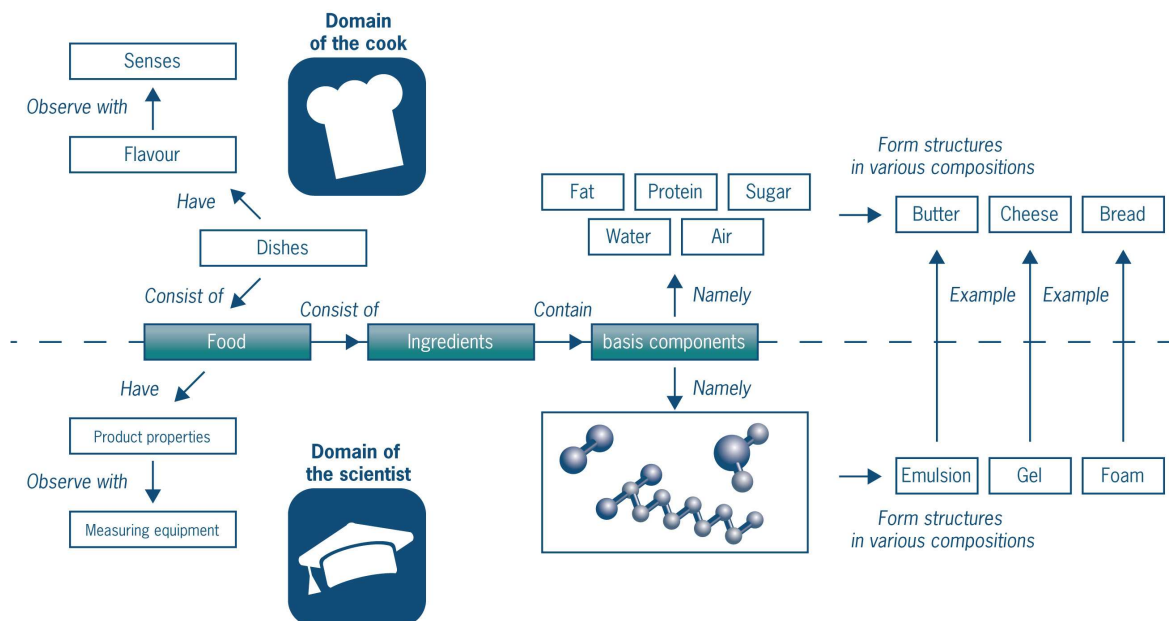 Domain
of the cook
Senses
Observe with
Flavour
Have
Dishes
Consist of
Food
Consist of
Ingredients
Contain
basis components
Namely
Fat
Protein
Sugar
Water
Air
Form structures
in various compositions
Butter
Cheese
Bread
Example
Example
Have
Product properties
Observe with
Measuring equipment
Domain of
the scientist
Namely
Emulsion
Gel
Foam
Form structures
in various compositions